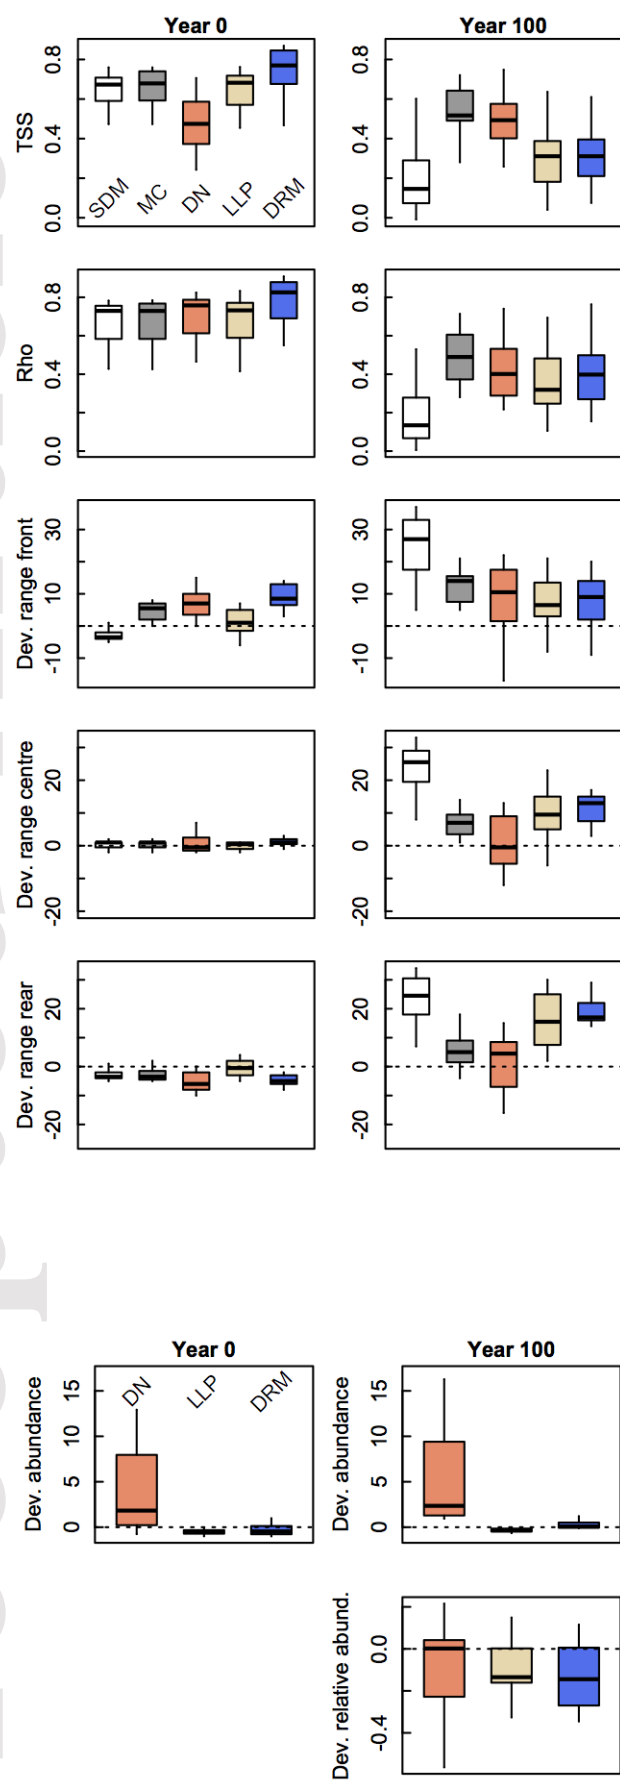 Year 0
Year 100
TSS
0.0 0.4 0.8
SDM MC DN LLP DRM
Rho
0.0 0.4 0.8
0.0 0.4 0.8
0.0 0.4 0.8
Dev. range front
-10 10 30
-10 10 30
Dev. range centre
-20 0 20
-20 0 20
Dev. range rear
-20 0 20
-20 0 20
Year 0
Year 100
Dev. abundance
0 5 10 15
DN LLP DRM
Dev. abundance
0 5 10 15
Dev. relative abund.
-0.4 0.0